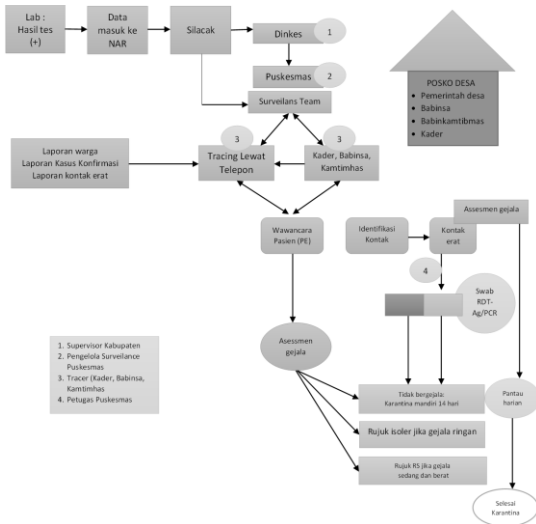 Lab :
Hasil tes
(+)
Data
masuk ke
NAR
Silacak
Dinkes
1
Puskesmas
2
Surveilans Team
POSKO DESA
• Pemerintah desa
• Babinsa
• Babinkamtibmas
• Kader
Laporan warga
Laporan Kasus Konfirmasi
Laporan kontak erat
3
Tracing Lewat
Telepon
3
Kader, Babinsa,
Kamtimhas
Wawancara
Pasien (PE)
Identifikasi
Kontak
Kontak
erat
Assesmen gejala
4
Swab
RDT-
Ag/PCR
1. Supervisor Kabupaten
2. Pengelola Surveilance
Puskesmas
3. Tracer (Kader, Babinsa,
Kamtimhas
4. Petugas Puskesmas
Asessmen
gejala
Tidak bergejala:
Karantina mandiri 14 hari
Rujuk isoler jika gejala ringan
Rujuk RS jika gejala
sedang dan berat
Pantau
harian
Selesai
Karantina